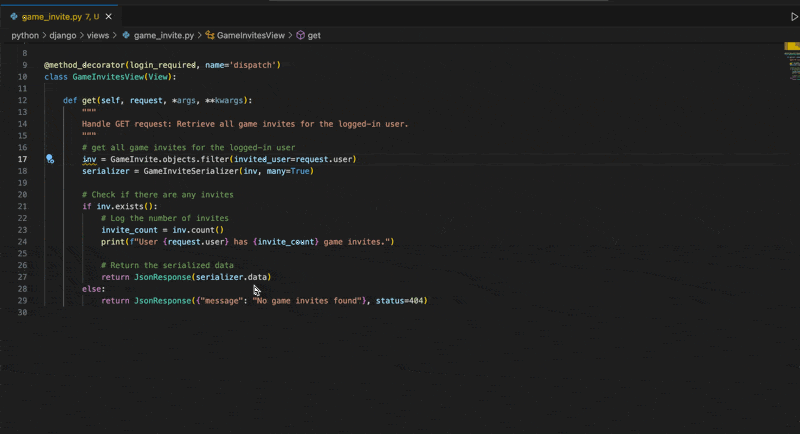 game_invite.py 7, U
python > django > views > game_invite.py > GameInvitesView > get
8
9 @method_decorator(login_required, name='dispatch')
10 class GameInvitesView(View):
11
12 def get(self, request, *args, **kwargs):
13 """
14 Handle GET request: Retrieve all game invites for the logged-in user.
15 """
16 # get all game invites for the logged-in user
17 inv = GameInvite.objects.filter(invited_user=request.user)
18 serializer = GameInviteSerializer(inv, many=True)
19
20 # Check if there are any invites
21 if inv.exists():
22 # Log the number of invites
23 invite_count = inv.count()
24 print(f"User {request.user} has {invite_count} game invites.")
25
26 # Return the serialized data
27 return JsonResponse(serializer.data)
28 else:
29 return JsonResponse({"message": "No game invites found"}, status=404)
30